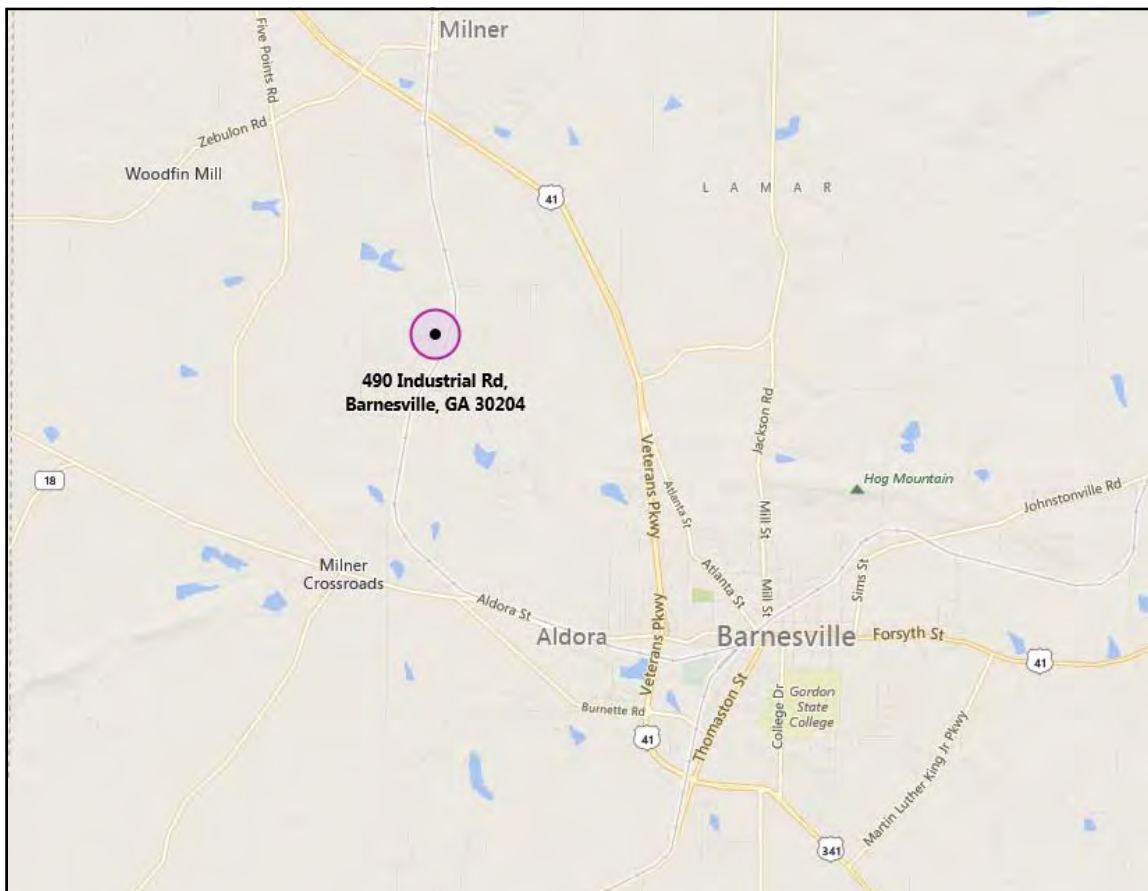 Milner
Five Points Rd
Zebulon Rd
Woodfin Mill
41
L A M A R
490 Industrial Rd,
Barnesville, GA 30204
Veterans Pkwy
Jackson Rd
Hog Mountain
18
Atlanta St
Mill St
Johnstonville Rd
Milner
Crossroads
Atlanta St
Mill St
Sims St
Aldora St
Aldora
Veterans Pkwy
Barnesville
Forsyth St
41
Burnette Rd
Thomaston St
College Dr
Gordon
State
College
41
Martin Luther King Jr Pkwy
341